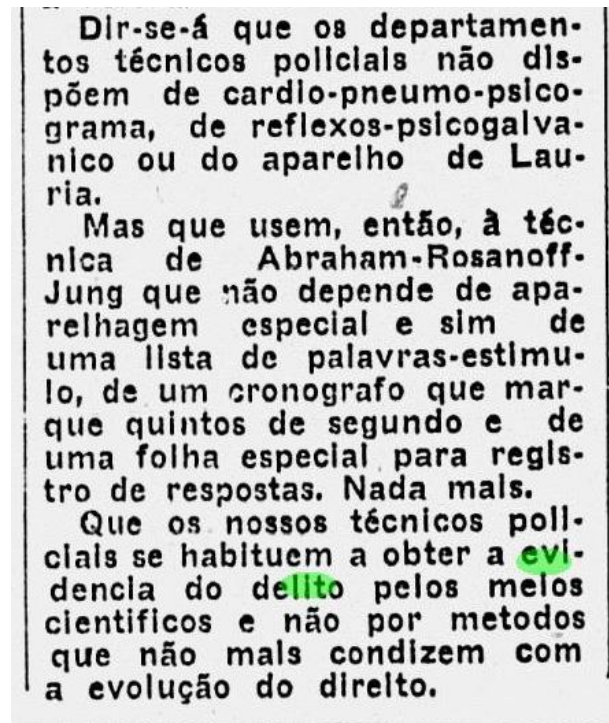 Dir-se-á que os departamen-
tos técnicos policiais não dis-
põem de cardio-pneumo-psico-
grama, de reflexos-psicogalva-
nico ou do aparelho de Lau-
ria.
Mas que usem, então, à téc-
nica de Abraham-Rosanoff-
Jung que não depende de apa-
relhagem especial e sim de
uma lista de palavras-estimu-
lo, de um cronografo que mar-
que quintos de segundo e de
uma folha especial para regis-
tro de respostas. Nada mais.
Que os nossos técnicos poli-
ciais se habituem a obter a evi-
dencia do delito pelos meios
cientificos e não por metodos
que não mais condizem com
a evolução do direito.